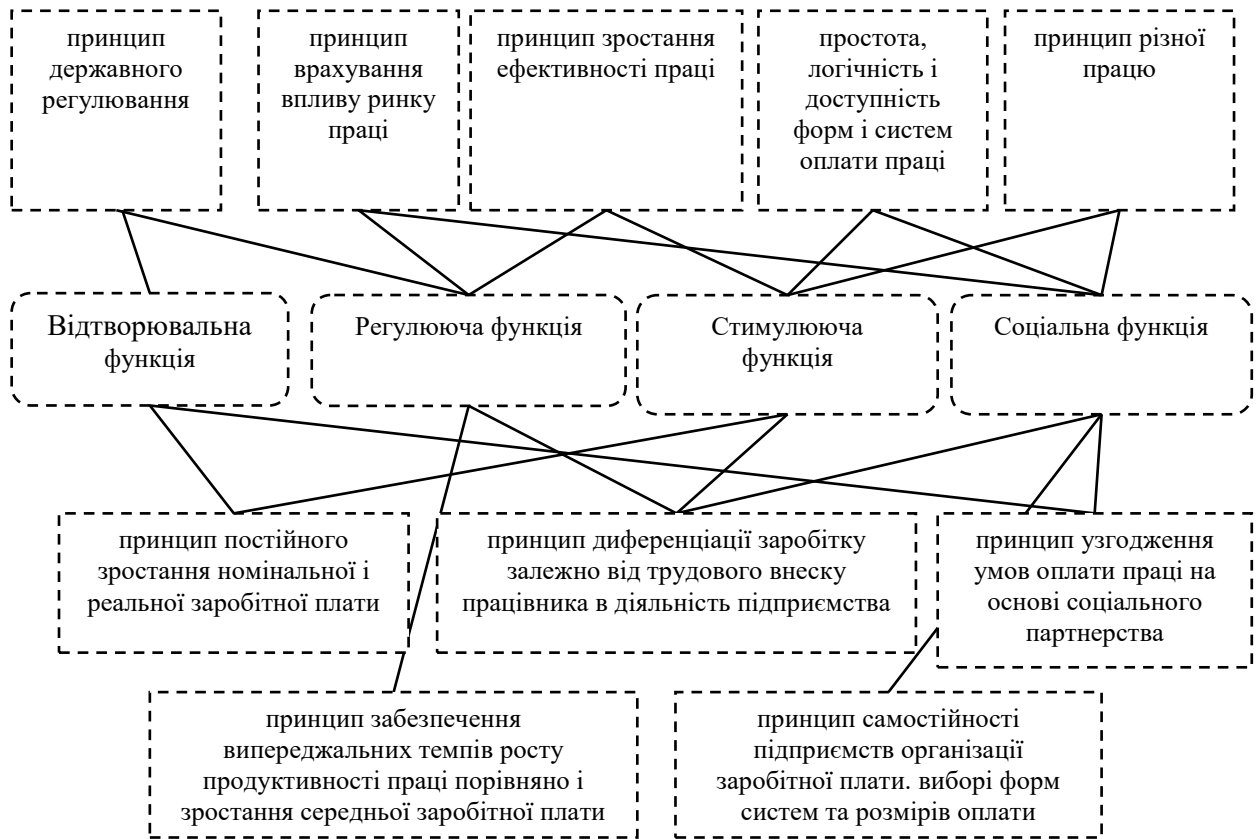 принцип
державного
регулювання
принцип
врахування
впливу ринку
праці
принцип зростання
ефективності праці
простота,
логічність і
доступність
форм і систем
оплати праці
принцип різної
працю
Відтворювальна
функція
Регулююча функція
Стимулююча
функція
Соціальна функція
принцип постійного
зростання номінальної і
реальної заробітної плати
принцип диференціації заробітку
залежно від трудового внеску
працівника в діяльність підприємства
принцип узгодження
умов оплати праці на
основі соціального
партнерства
принцип забезпечення
випереджальних темпів росту
продуктивності праці порівняно і
зростання середньої заробітної плати
принцип самостійності
підприємств організації
заробітної плати. виборі форм
систем та розмірів оплати